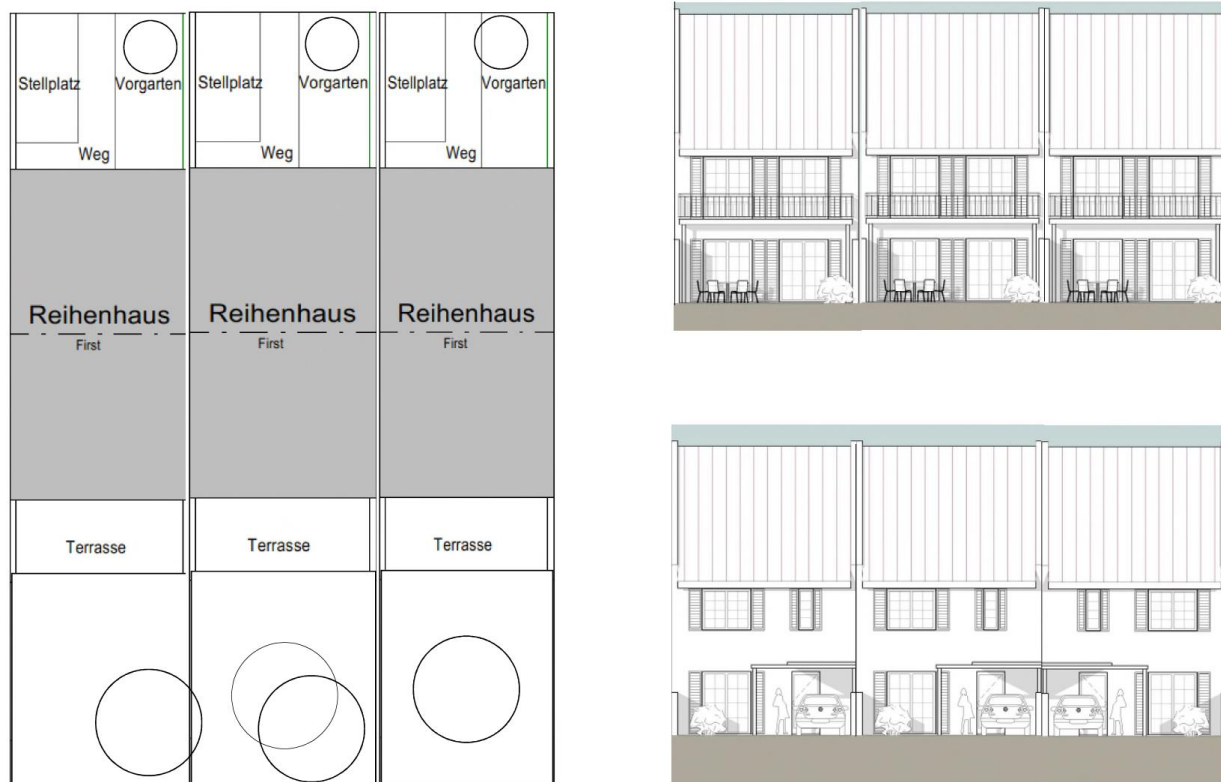 Stellplatz Vorgarten
Weg
Stellplatz Vorgarten
Weg
Stellplatz Vorgarten
Weg
Reihenhaus
First
Reihenhaus
First
Reihenhaus
First
Terrasse
Terrasse
Terrasse